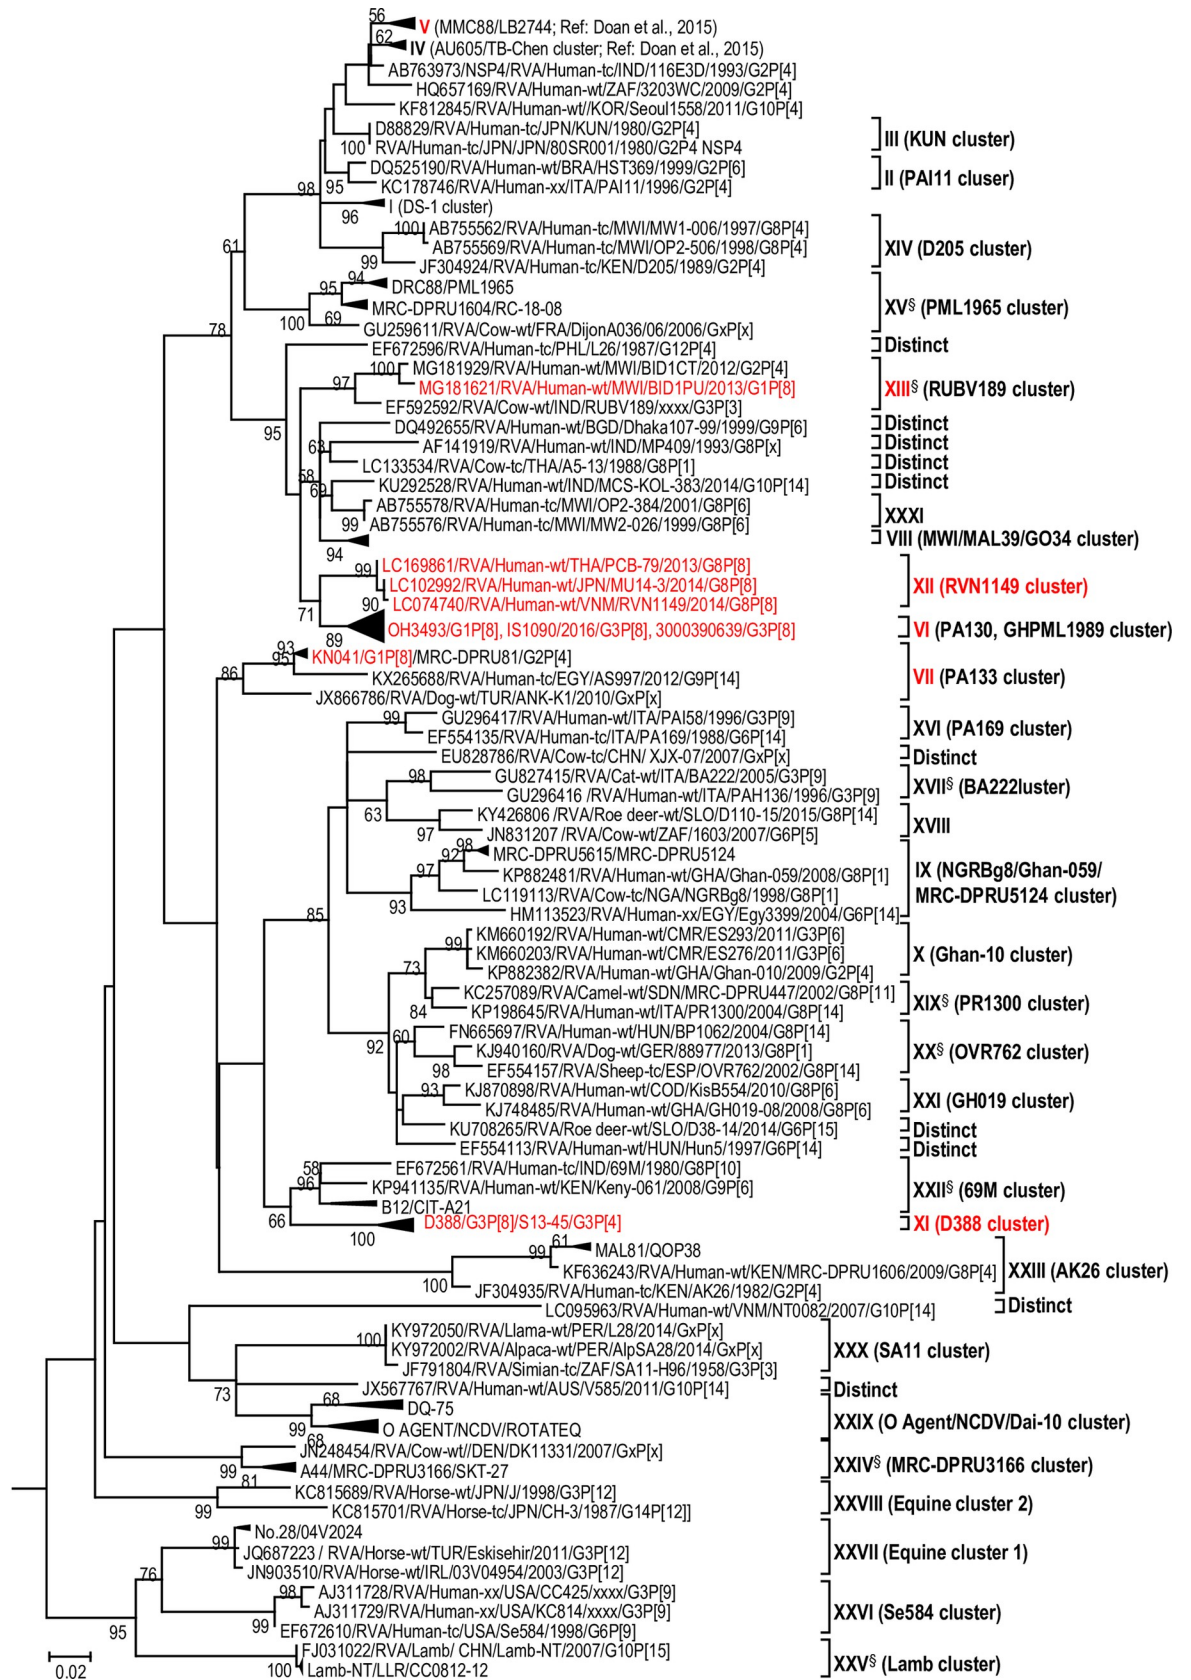 56
V (MMC88/LB2744; Ref: Doan et al., 2015)
62
IV (AU605/TB-Chen cluster; Ref: Doan et al., 2015)
AB763973/NSP4/RVA/Human-tc/IND/116E3D/1993/G2P[4]
HQ657169/RVA/Human-wt/ZAF/3203WC/2009/G2P[4]
KF812845/RVA/Human-wt//KOR/Seoul1558/2011/G10P[4]
D88829/RVA/Human-tc/JPN/KUN/1980/G2P[4]
III (KUN cluster)
100 RVA/Human-tc/JPN/JPN/80SR001/1980/G2P4 NSP4
DQ525190/RVA/Human-wt/BRA/HST369/1999/G2P[6]
II (PAI11 cluser)
98 95 KC178746/RVA/Human-xx/ITA/PAI11/1996/G2P[4]
I (DS-1 cluster)
96
100 AB755562/RVA/Human-tc/MWI/MW1-006/1997/G8P[4]
AB755569/RVA/Human-tc/MWI/OP2-506/1998/G8P[4]
XIV (D205 cluster)
61
99 JF304924/RVA/Human-tc/KEN/D205/1989/G2P[4]
94 DRC88/PML1965
95
MRC-DPRU1604/RC-18-08
XV§ (PML1965 cluster)
100 69
GU259611/RVA/Cow-wt/FRA/DijonA036/06/2006/GxP[x]
78
EF672596/RVA/Human-tc/PHL/L26/1987/G12P[4]
Distinct
100 MG181929/RVA/Human-wt/MWI/BID1CT/2012/G2P[4]
97 MG181621/RVA/Human-wt/MWI/BID1PU/2013/G1P[8]
XIII§ (RUBV189 cluster)
EF592592/RVA/Cow-wt/IND/RUBV189/xxxx/G3P[3]
DQ492655/RVA/Human-wt/BGD/Dhaka107-99/1999/G9P[6]
Distinct
95
63 AF141919/RVA/Human-wt/IND/MP409/1993/G8P[x]
Distinct
LC133534/RVA/Cow-tc/THA/A5-13/1988/G8P[1]
Distinct
58
KU292528/RVA/Human-wt/IND/MCS-KOL-383/2014/G10P[14]
Distinct
69
AB755578/RVA/Human-tc/MWI/OP2-384/2001/G8P[6]
XXXI
99 AB755576/RVA/Human-tc/MWI/MW2-026/1999/G8P[6]
VIII (MWI/MAL39/GO34 cluster)
94
99 LC169861/RVA/Human-wt/THA/PCB-79/2013/G8P[8]
LC102992/RVA/Human-wt/JPN/MU14-3/2014/G8P[8]
XII (RVN1149 cluster)
71 90 LC074740/RVA/Human-wt/VNM/RVN1149/2014/G8P[8]
OH3493/G1P[8], IS1090/2016/G3P[8], 3000390639/G3P[8]
VI (PA130, GHPML1989 cluster)
89
93
95 KN041/G1P[8]/MRC-DPRU81/G2P[4]
86 KX265688/RVA/Human-tc/EGY/AS997/2012/G9P[14]
VII (PA133 cluster)
JX866786/RVA/Dog-wt/TUR/ANK-K1/2010/GxP[x]
99 GU296417/RVA/Human-wt/ITA/PAI58/1996/G3P[9]
XVI (PA169 cluster)
EF554135/RVA/Human-tc/ITA/PA169/1988/G6P[14]
EU828786/RVA/Cow-tc/CHN/ XJX-07/2007/GxP[x]
Distinct
98 GU827415/RVA/Cat-wt/ITA/BA222/2005/G3P[9]
XVII§ (BA222luster)
GU296416 /RVA/Human-wt/ITA/PAH136/1996/G3P[9]
63
KY426806 /RVA/Roe deer-wt/SLO/D110-15/2015/G8P[14]
XVIII
97 JN831207 /RVA/Cow-wt/ZAF/1603/2007/G6P[5]
98
92 MRC-DPRU5615/MRC-DPRU5124
97
KP882481/RVA/Human-wt/GHA/Ghan-059/2008/G8P[1]
IX (NGRBg8/Ghan-059/
MRC-DPRU5124 cluster)
LC119113/RVA/Cow-tc/NGA/NGRBg8/1998/G8P[1]
93
85 HM113523/RVA/Human-xx/EGY/Egy3399/2004/G6P[14]
KM660192/RVA/Human-wt/CMR/ES293/2011/G3P[6]
99
KM660203/RVA/Human-wt/CMR/ES276/2011/G3P[6]
X (Ghan-10 cluster)
73 KP882382/RVA/Human-wt/GHA/Ghan-010/2009/G2P[4]
KC257089/RVA/Camel-wt/SDN/MRC-DPRU447/2002/G8P[11]
XIX§ (PR1300 cluster)
84 KP198645/RVA/Human-wt/ITA/PR1300/2004/G8P[14]
60 FN665697/RVA/Human-wt/HUN/BP1062/2004/G8P[14]
92
KJ940160/RVA/Dog-wt/GER/88977/2013/G8P[1]
XX§ (OVR762 cluster)
98 EF554157/RVA/Sheep-tc/ESP/OVR762/2002/G8P[14]
93 KJ870898/RVA/Human-wt/COD/KisB554/2010/G8P[6]
XXI (GH019 cluster)
KJ748485/RVA/Human-wt/GHA/GH019-08/2008/G8P[6]
KU708265/RVA/Roe deer-wt/SLO/D38-14/2014/G6P[15]
Distinct
EF554113/RVA/Human-wt/HUN/Hun5/1997/G6P[14]
Distinct
58 EF672561/RVA/Human-tc/IND/69M/1980/G8P[10]
96 KP941135/RVA/Human-wt/KEN/Keny-061/2008/G9P[6]
XXII§ (69M cluster)
B12/CIT-A21
66
D388/G3P[8]/S13-45/G3P[4]
XI (D388 cluster)
100
61
99 MAL81/QOP38
KF636243/RVA/Human-wt/KEN/MRC-DPRU1606/2009/G8P[4]
XXIII (AK26 cluster)
100
JF304935/RVA/Human-tc/KEN/AK26/1982/G2P[4]
LC095963/RVA/Human-wt/VNM/NT0082/2007/G10P[14]
Distinct
KY972050/RVA/Llama-wt/PER/L28/2014/GxP[x]
100
KY972002/RVA/Alpaca-wt/PER/AlpSA28/2014/GxP[x]
XXX (SA11 cluster)
JF791804/RVA/Simian-tc/ZAF/SA11-H96/1958/G3P[3]
73 JX567767/RVA/Human-wt/AUS/V585/2011/G10P[14]
Distinct
68 DQ-75
XXIX (O Agent/NCDV/Dai-10 cluster)
99 O AGENT/NCDV/ROTATEQ
68
JN248454/RVA/Cow-wt//DEN/DK11331/2007/GxP[x]
XXIV§ (MRC-DPRU3166 cluster)
99 A44/MRC-DPRU3166/SKT-27
81 KC815689/RVA/Horse-wt/JPN/J/1998/G3P[12]
XXVIII (Equine cluster 2)
99 KC815701/RVA/Horse-tc/JPN/CH-3/1987/G14P[12]]
No.28/04V2024
99
JQ687223 / RVA/Horse-wt/TUR/Eskisehir/2011/G3P[12]
XXVII (Equine cluster 1)
76 JN903510/RVA/Horse-wt/IRL/03V04954/2003/G3P[12]
98 AJ311728/RVA/Human-xx/USA/CC425/xxxx/G3P[9]
AJ311729/RVA/Human-xx/USA/KC814/xxxx/G3P[9]
XXVI (Se584 cluster)
95 99 EF672610/RVA/Human-tc/USA/Se584/1998/G6P[9]
FJ031022/RVA/Lamb/ CHN/Lamb-NT/2007/G10P[15]
XXV§ (Lamb cluster)
100 Lamb-NT/LLR/CC0812-12
0.02